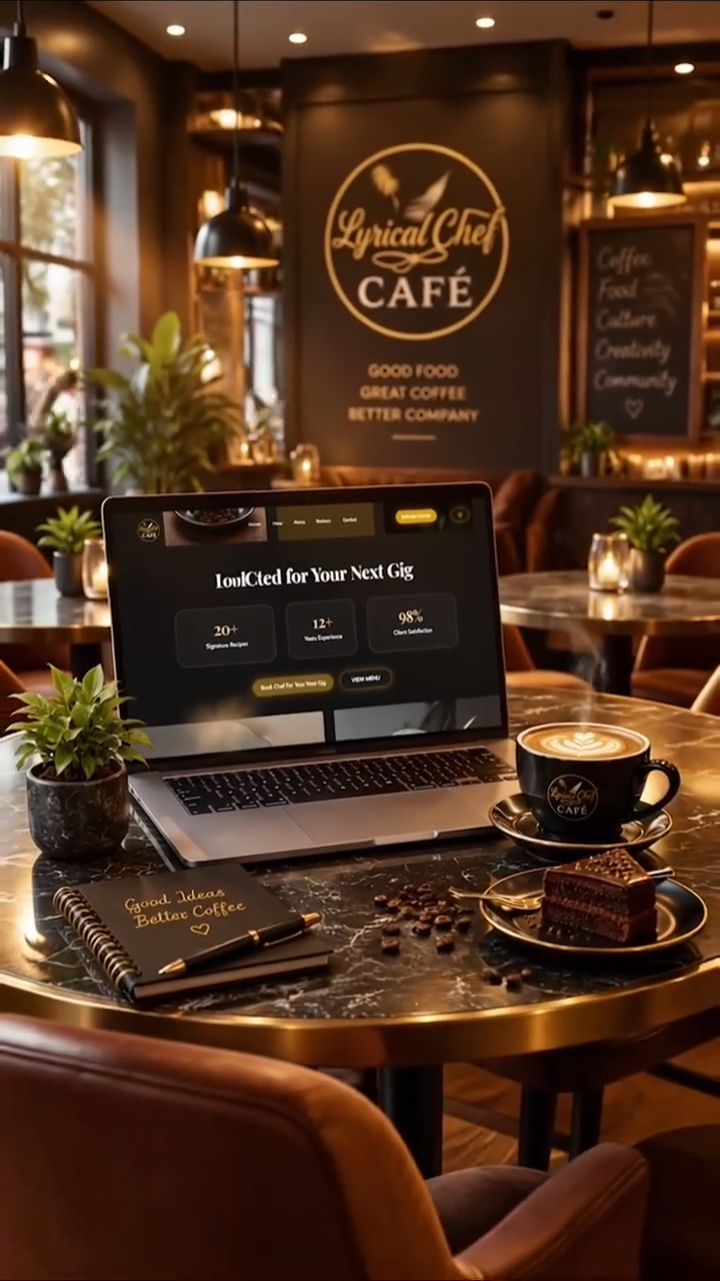 Lyrical Chef
CAFÉ
GOOD FOOD
GREAT COFFEE
BETTER COMPANY
Coffee
Food
Culture
Creativity
Community
About
Contact
for Your Next Gig
20+
Signature Recipes
12+
Years Experience
98%
Client Satisfaction
Book Chef For Your Next Gig
VIEW MENU
Lyrical Chef
CAFÉ
Good Ideas
Better Coffee